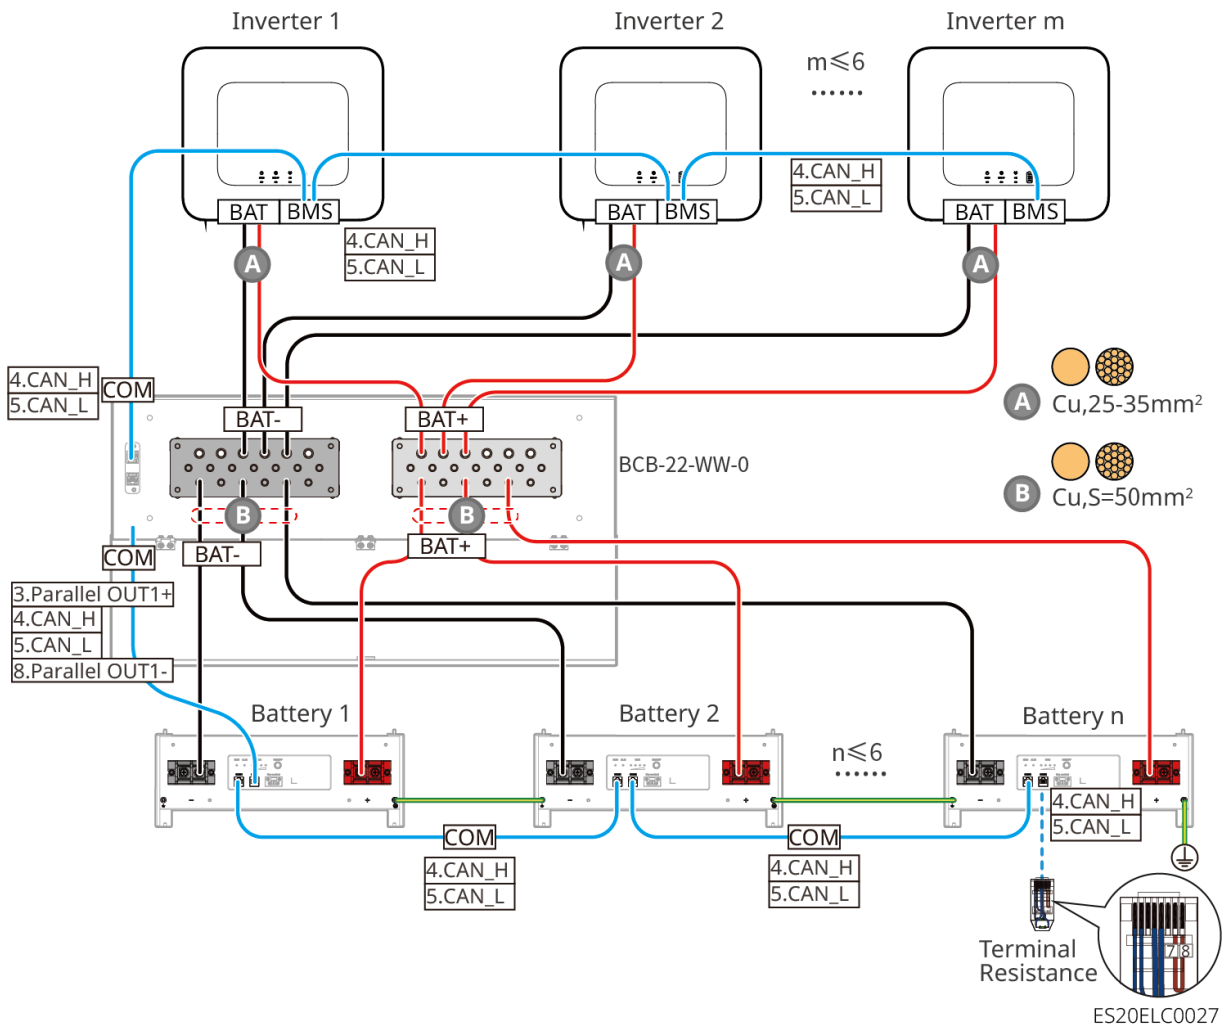 Inverter 1
Inverter 2
Inverter m
m≤6
......
BAT
BMS
BAT
BMS
BAT
BMS
4.CAN_H
5.CAN_L
4.CAN_H
5.CAN_L
A
A
A
4.CAN_H
5.CAN_L
COM
BAT-
BAT+
A
Cu,25-35mm²
BCB-22-WW-0
B
Cu,S=50mm²
B
B
COM
BAT-
BAT+
3.Parallel OUT1+
4.CAN_H
5.CAN_L
8.Parallel OUT1-
Battery 1
Battery 2
Battery n
n≤6
......
-
+
-
+
-
+
4.CAN_H
5.CAN_L
COM
4.CAN_H
5.CAN_L
COM
4.CAN_H
5.CAN_L
Terminal
Resistance
7 8
ES20ELC0027